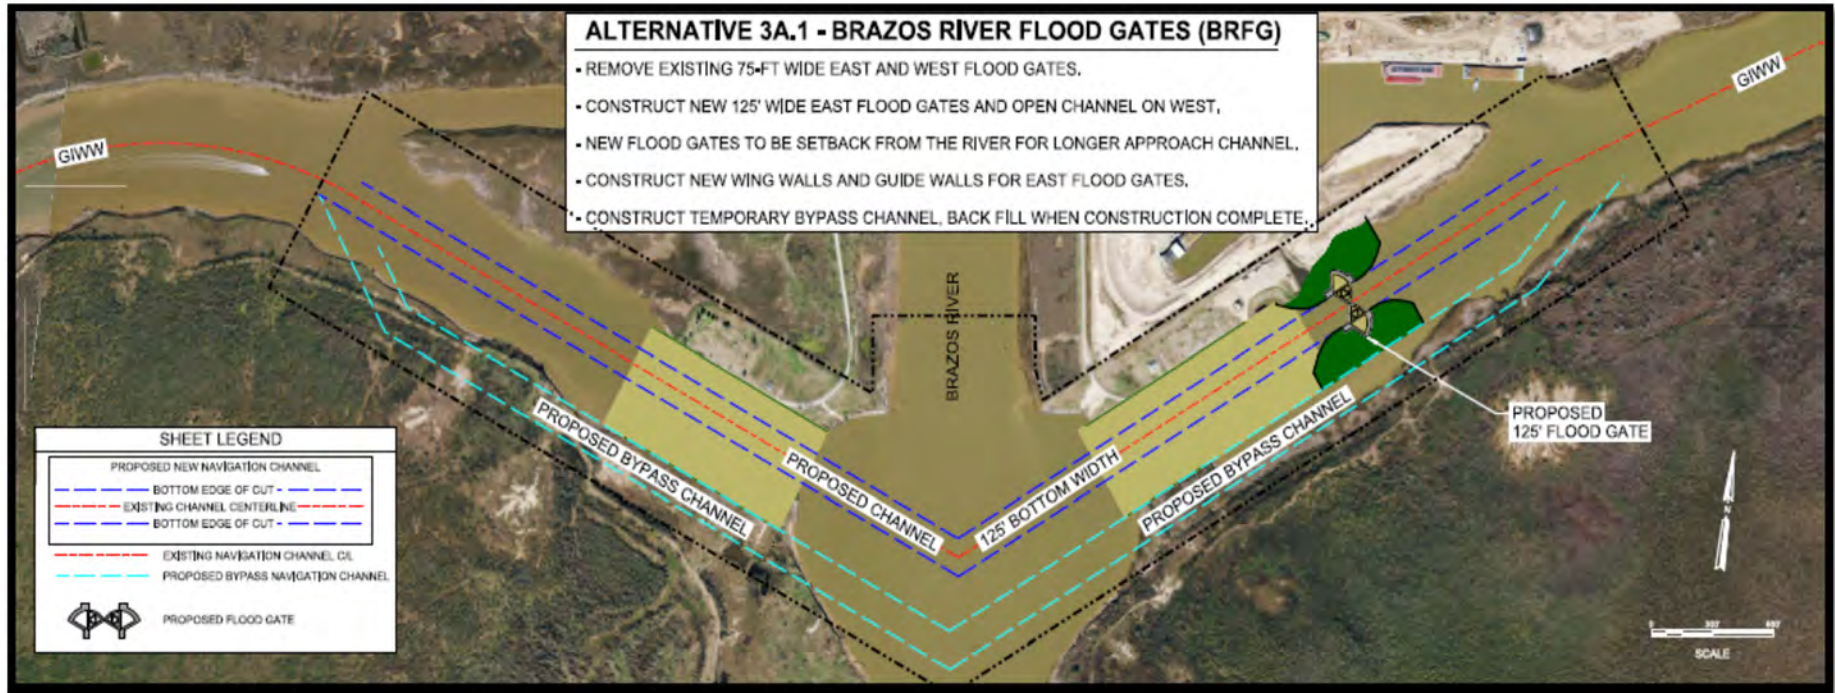 ALTERNATIVE 3A.1 - BRAZOS RIVER FLOOD GATES (BRFG)
- REMOVE EXISTING 75-FT WIDE EAST AND WEST FLOOD GATES.
- CONSTRUCT NEW 125' WIDE EAST FLOOD GATES AND OPEN CHANNEL ON WEST.
- NEW FLOOD GATES TO BE SETBACK FROM THE RIVER FOR LONGER APPROACH CHANNEL.
- CONSTRUCT NEW WING WALLS AND GUIDE WALLS FOR EAST FLOOD GATES.
- CONSTRUCT TEMPORARY BYPASS CHANNEL, BACK FILL WHEN CONSTRUCTION COMPLETE.
GIWW
GIWW
BRAZOS RIVER
PROPOSED BYPASS CHANNEL
PROPOSED CHANNEL
125' BOTTOM WIDTH
PROPOSED BYPASS CHANNEL
PROPOSED
125' FLOOD GATE
SHEET LEGEND
PROPOSED NEW NAVIGATION CHANNEL
BOTTOM EDGE OF CUT
EXISTING CHANNEL CENTERLINE
BOTTOM EDGE OF CUT
EXISTING NAVIGATION CHANNEL C/L
PROPOSED BYPASS NAVIGATION CHANNEL
PROPOSED FLOOD GATE
N
0 300' 600'
SCALE